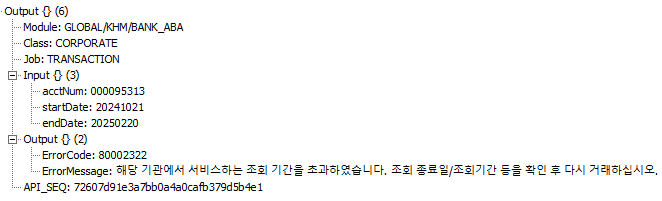 Output {} (6)
Module: GLOBAL/KHM/BANK_ABA
Class: CORPORATE
Job: TRANSACTION
Input {} (3)
acctNum: 000095313
startDate: 20241021
endDate: 20250220
Output {} (2)
ErrorCode: 80002322
ErrorMessage: 해당 기관에서 서비스하는 조회 기간을 초과하였습니다. 조회 종료일/조회기간 등을 확인 후 다시 거래하십시오.
API_SEQ: 72607d91e3a7bb0a4a0cafb379d5b4e1